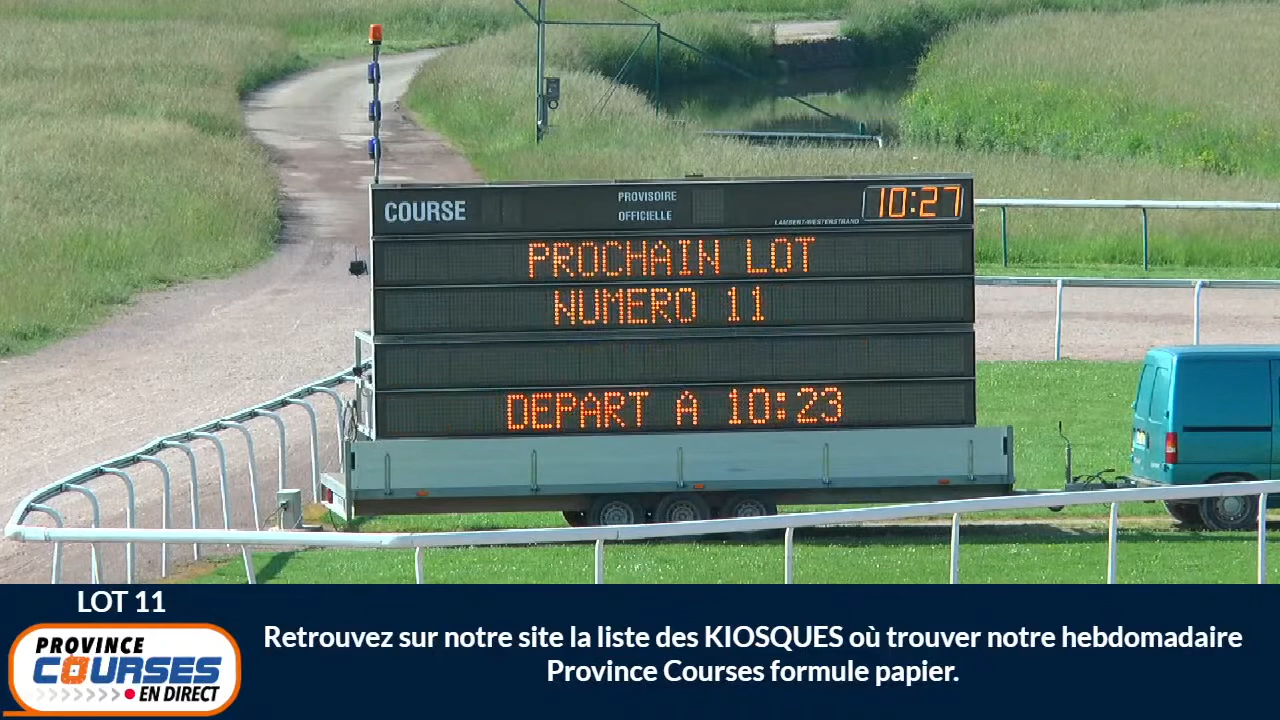 COURSE
PROVISOIRE
OFFICIELLE
LAMBERT-WESTERSTRAND
10:27
PROCHAIN LOT
NUMERO 11
DEPART A 10:23
LOT 11
PROVINCE
COURSES
EN DIRECT
Retrouvez sur notre site la liste des KIOSQUES où trouver notre hebdomadaire
Province Courses formule papier.